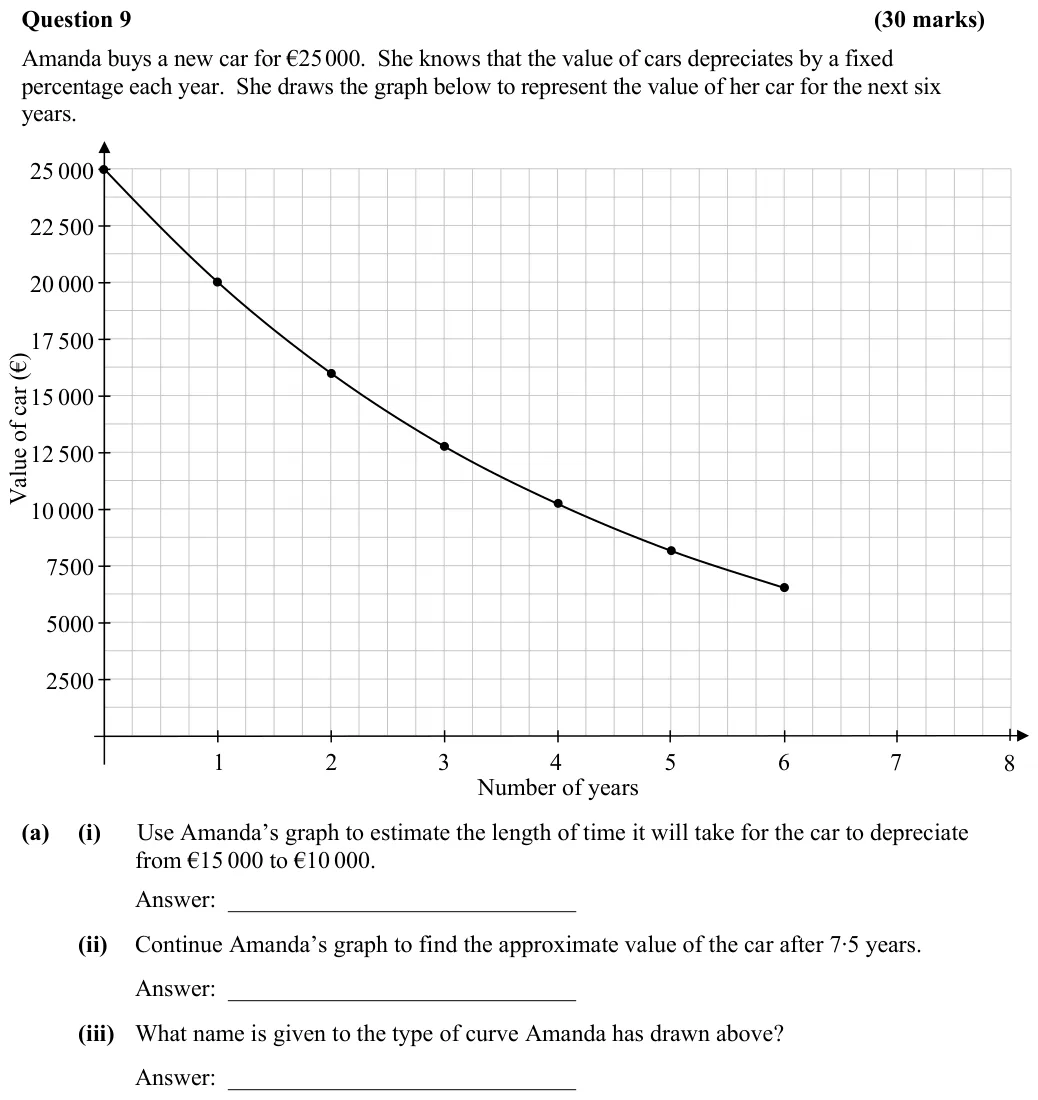 Question 9 (30 marks)
Amanda buys a new car for €25 000. She knows that the value of cars depreciates by a fixed
percentage each year. She draws the graph below to represent the value of her car for the next six
years.
25 000
22 500
20 000
17 500
15 000
12 500
10 000
7500
5000
2500
Value of car (€)
1 2 3 4 5 6 7 8
Number of years
(a) (i) Use Amanda’s graph to estimate the length of time it will take for the car to depreciate
from €15 000 to €10 000.
Answer:
(ii) Continue Amanda’s graph to find the approximate value of the car after 7·5 years.
Answer:
(iii) What name is given to the type of curve Amanda has drawn above?
Answer: